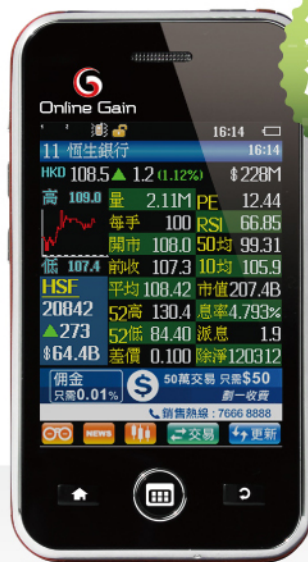 Online Gain
16:14
11 恆生銀行 16:14
HKD 108.5▲ 1.2 (1.12%) $228M
高 109.0 量 2.11M PE 12.44
每手 100 RSI 66.85
開市 108.0 50均 99.31
低 107.4 前收 107.3 10均 105.9
HSF 平均 108.42 市值 207.4B
20842 52高 130.4 息率 4.793%
▲273 52低 84.40 派息 1.9
$64.4B 差價 0.100 除淨 120312
佣金 $ 50萬交易 只需$50
只需0.01% 劃一收費
銷售熱線 : 7666 8888
NEWS 交易 更新